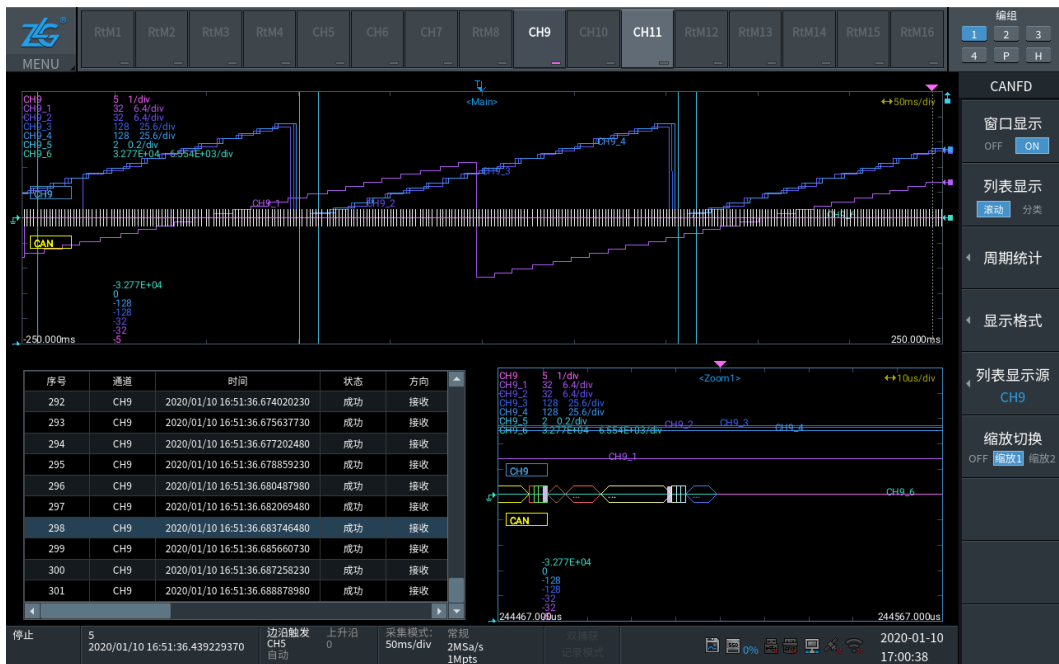 ZLG®
MENU
RtM1 RtM2 RtM3 RtM4 CH5 CH6 CH7 RtM8 CH9 CH10 CH11 RtM12 RtM13 RtM14 RtM15 RtM16
编组
1 2 3
4 P H
CANFD
窗口显示
OFF ON
列表显示
滚动 分类
周期统计
显示格式
列表显示源
CH9
缩放切换
OFF 缩放1 缩放2
T
<Main>
50ms/div
CH9 5 1/div
CH9_1 32 6.4/div
CH9_2 32 6.4/div
CH9_3 128 25.6/div
CH9_4 128 25.6/div
CH9_5 2 0.2/div
CH9_6 3.277E+04 6.554E+03/div
CH9_4
CH9_3
CH9
CH9_1
CH9_2
CAN
-3.277E+04
0
-128
-128
-32
-32
-5
-250.000ms
250.000ms
序号 通道 时间 状态 方向
292 CH9 2020/01/10 16:51:36.674020230 成功 接收
293 CH9 2020/01/10 16:51:36.675637730 成功 接收
294 CH9 2020/01/10 16:51:36.677202480 成功 接收
295 CH9 2020/01/10 16:51:36.678859230 成功 接收
296 CH9 2020/01/10 16:51:36.680487980 成功 接收
297 CH9 2020/01/10 16:51:36.682069480 成功 接收
298 CH9 2020/01/10 16:51:36.683746480 成功 接收
299 CH9 2020/01/10 16:51:36.685660730 成功 接收
300 CH9 2020/01/10 16:51:36.687258230 成功 接收
301 CH9 2020/01/10 16:51:36.688878980 成功 接收
<Zoom1>
10us/div
CH9 5 1/div
CH9_1 32 6.4/div
CH9_2 32 6.4/div
CH9_3 128 25.6/div
CH9_4 128 25.6/div
CH9_5 2 0.2/div
CH9_6 3.277E+04 6.554E+03/div
CH9_2
CH9_3
CH9_4
CH9_1
CH9
CH9_6
... ... ...
CAN
-3.277E+04
0
-128
-128
-32
-32
244467.000us
244567.000us
停止
5
2020/01/10 16:51:36.439229370
边沿触发 上升沿
CH5 0
自动
采集模式: 常规
50ms/div 2MSa/s
1Mpts
双捕获
记录模式
0%
2020-01-10
17:00:38